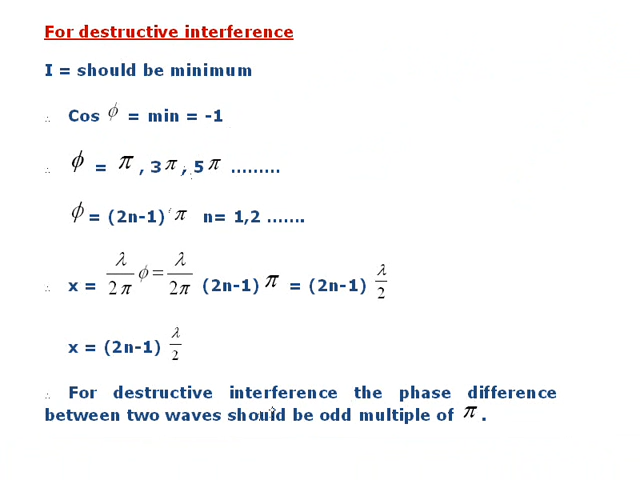 For destructive interference
I = should be minimum
∴ Cos ϕ = min = -1
∴ ϕ = π , 3π , 5π .........
ϕ = (2n-1) π n= 1,2 .......
∴ x = λ/2π ϕ = λ/2π (2n-1) π = (2n-1) λ/2
x = (2n-1) λ/2
∴ For destructive interference the phase difference
between two waves should be odd multiple of π .